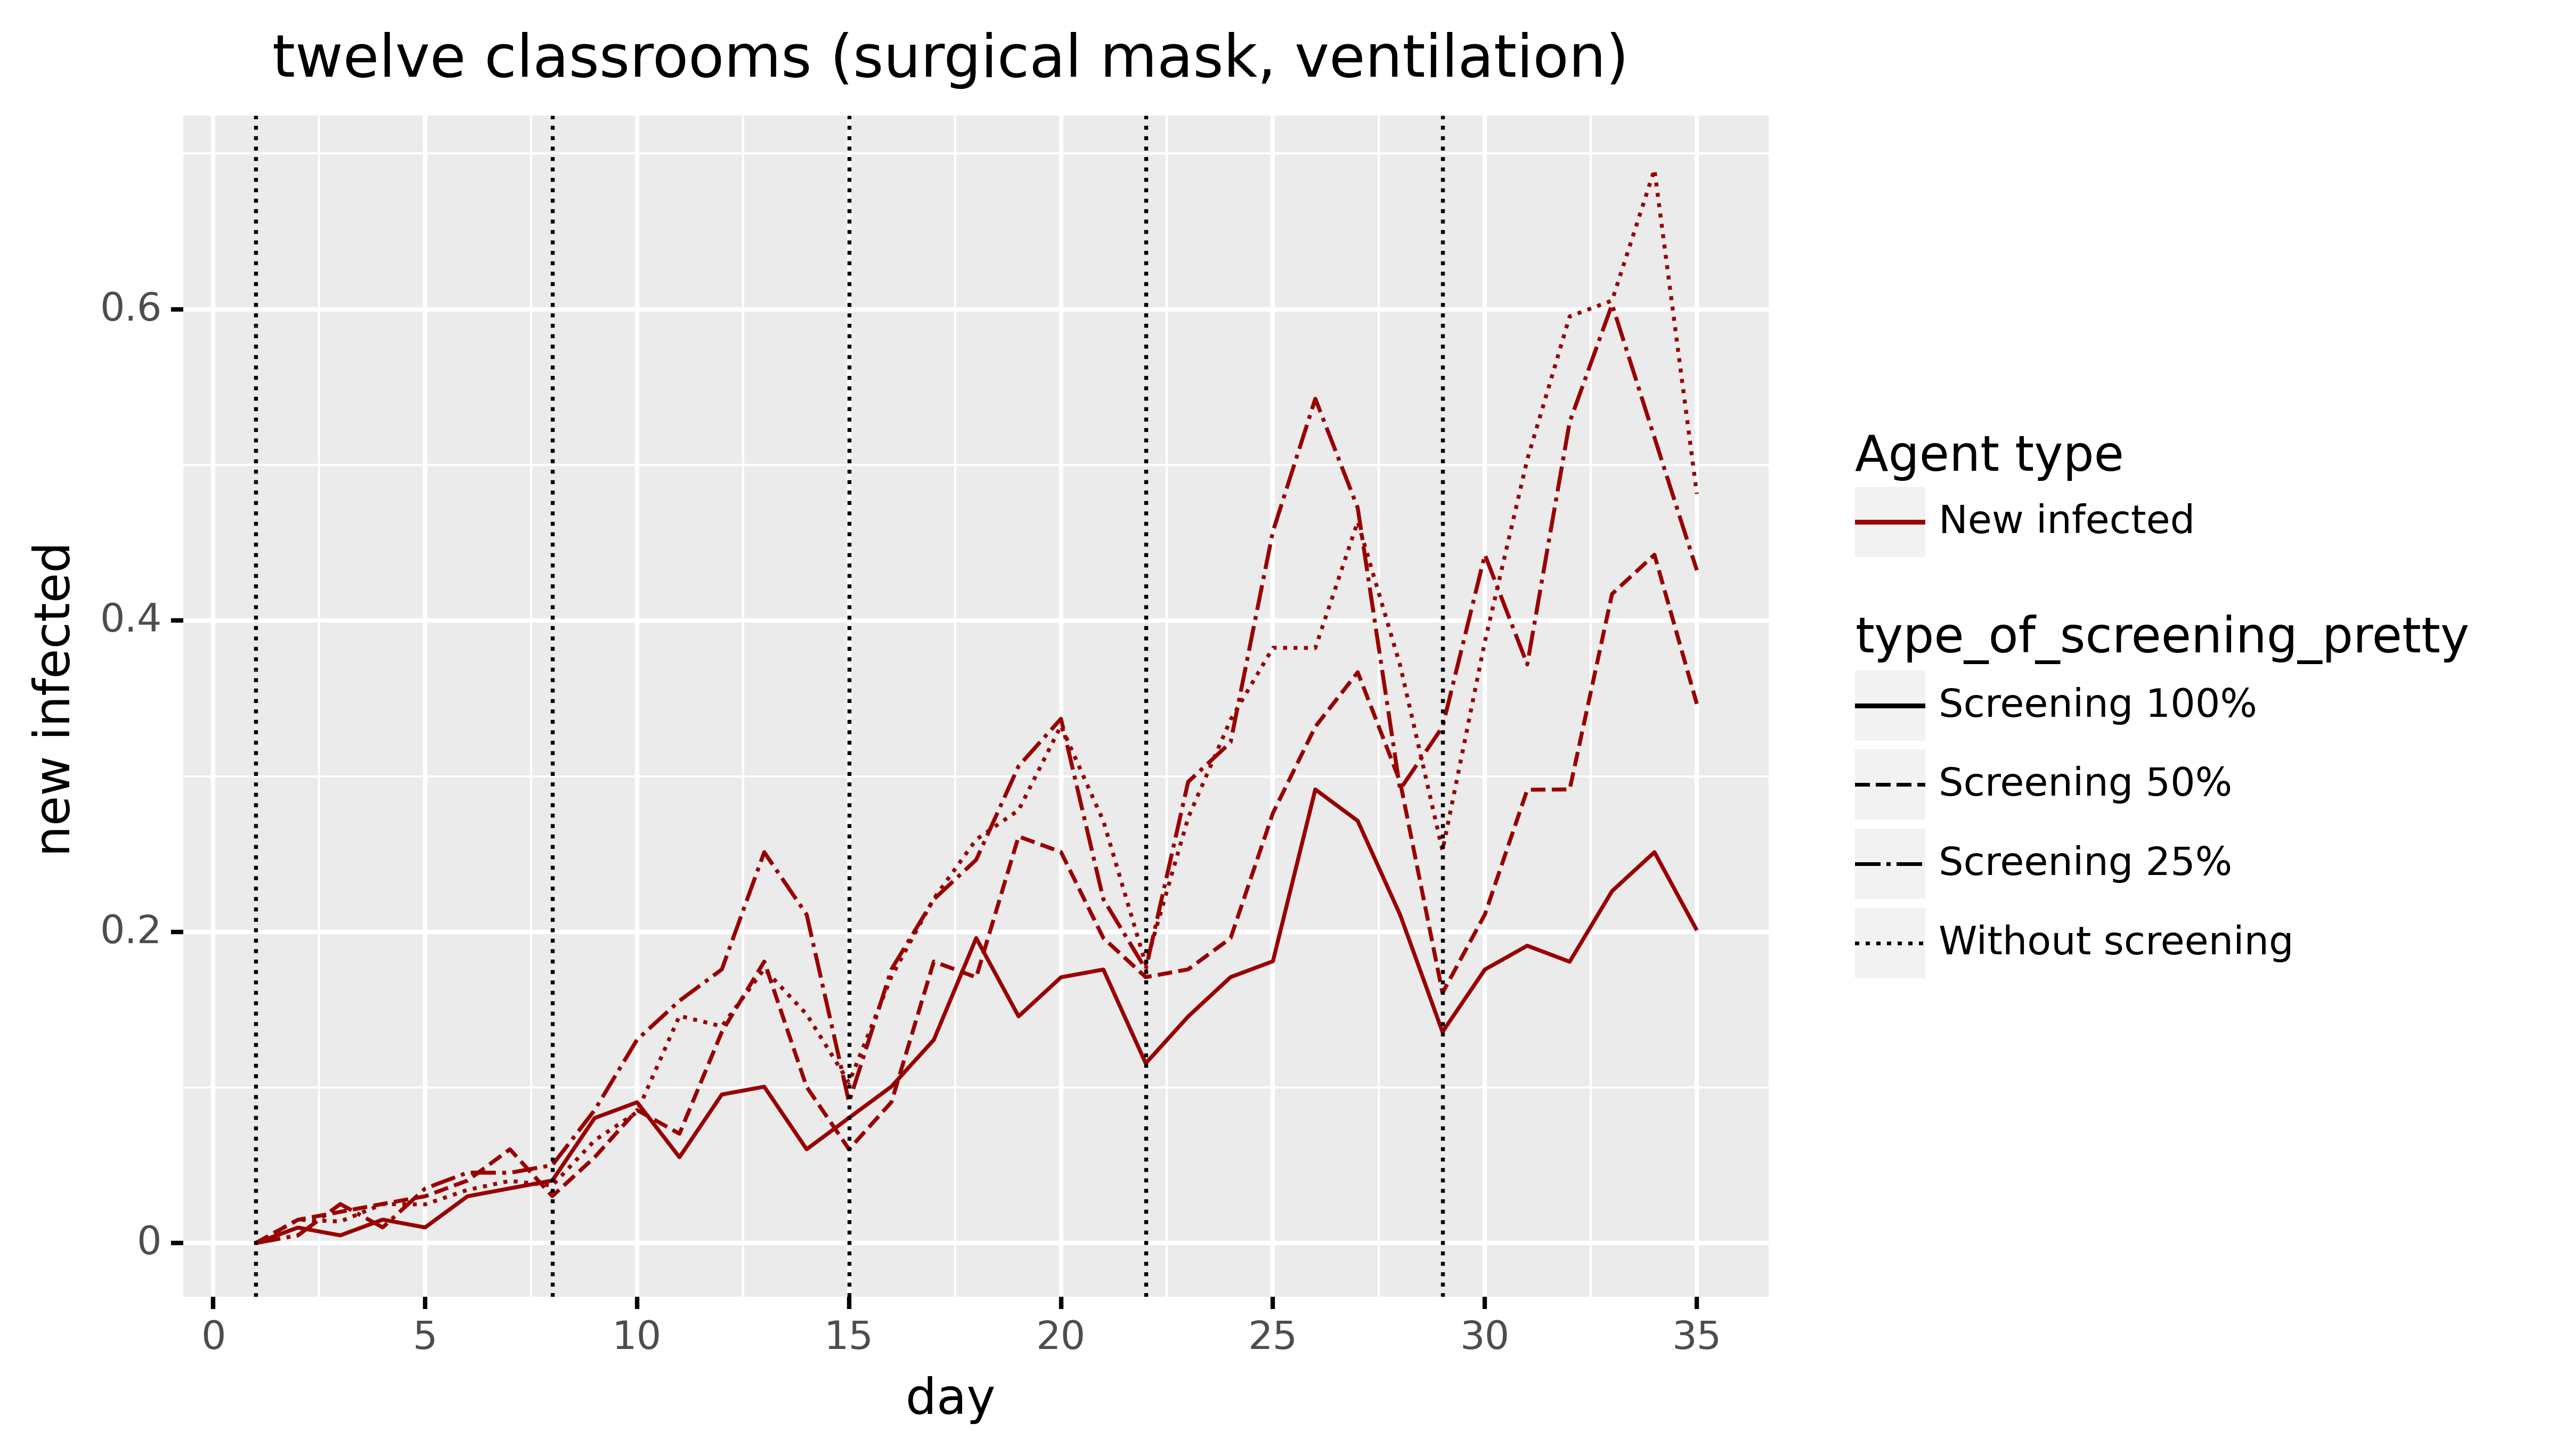 twelve classrooms (surgical mask, ventilation)
new infected
0.6
0.4
0.2
0
0 5 10 15 20 25 30 35
day
Agent type
New infected
type_of_screening_pretty
Screening 100%
Screening 50%
Screening 25%
Without screening